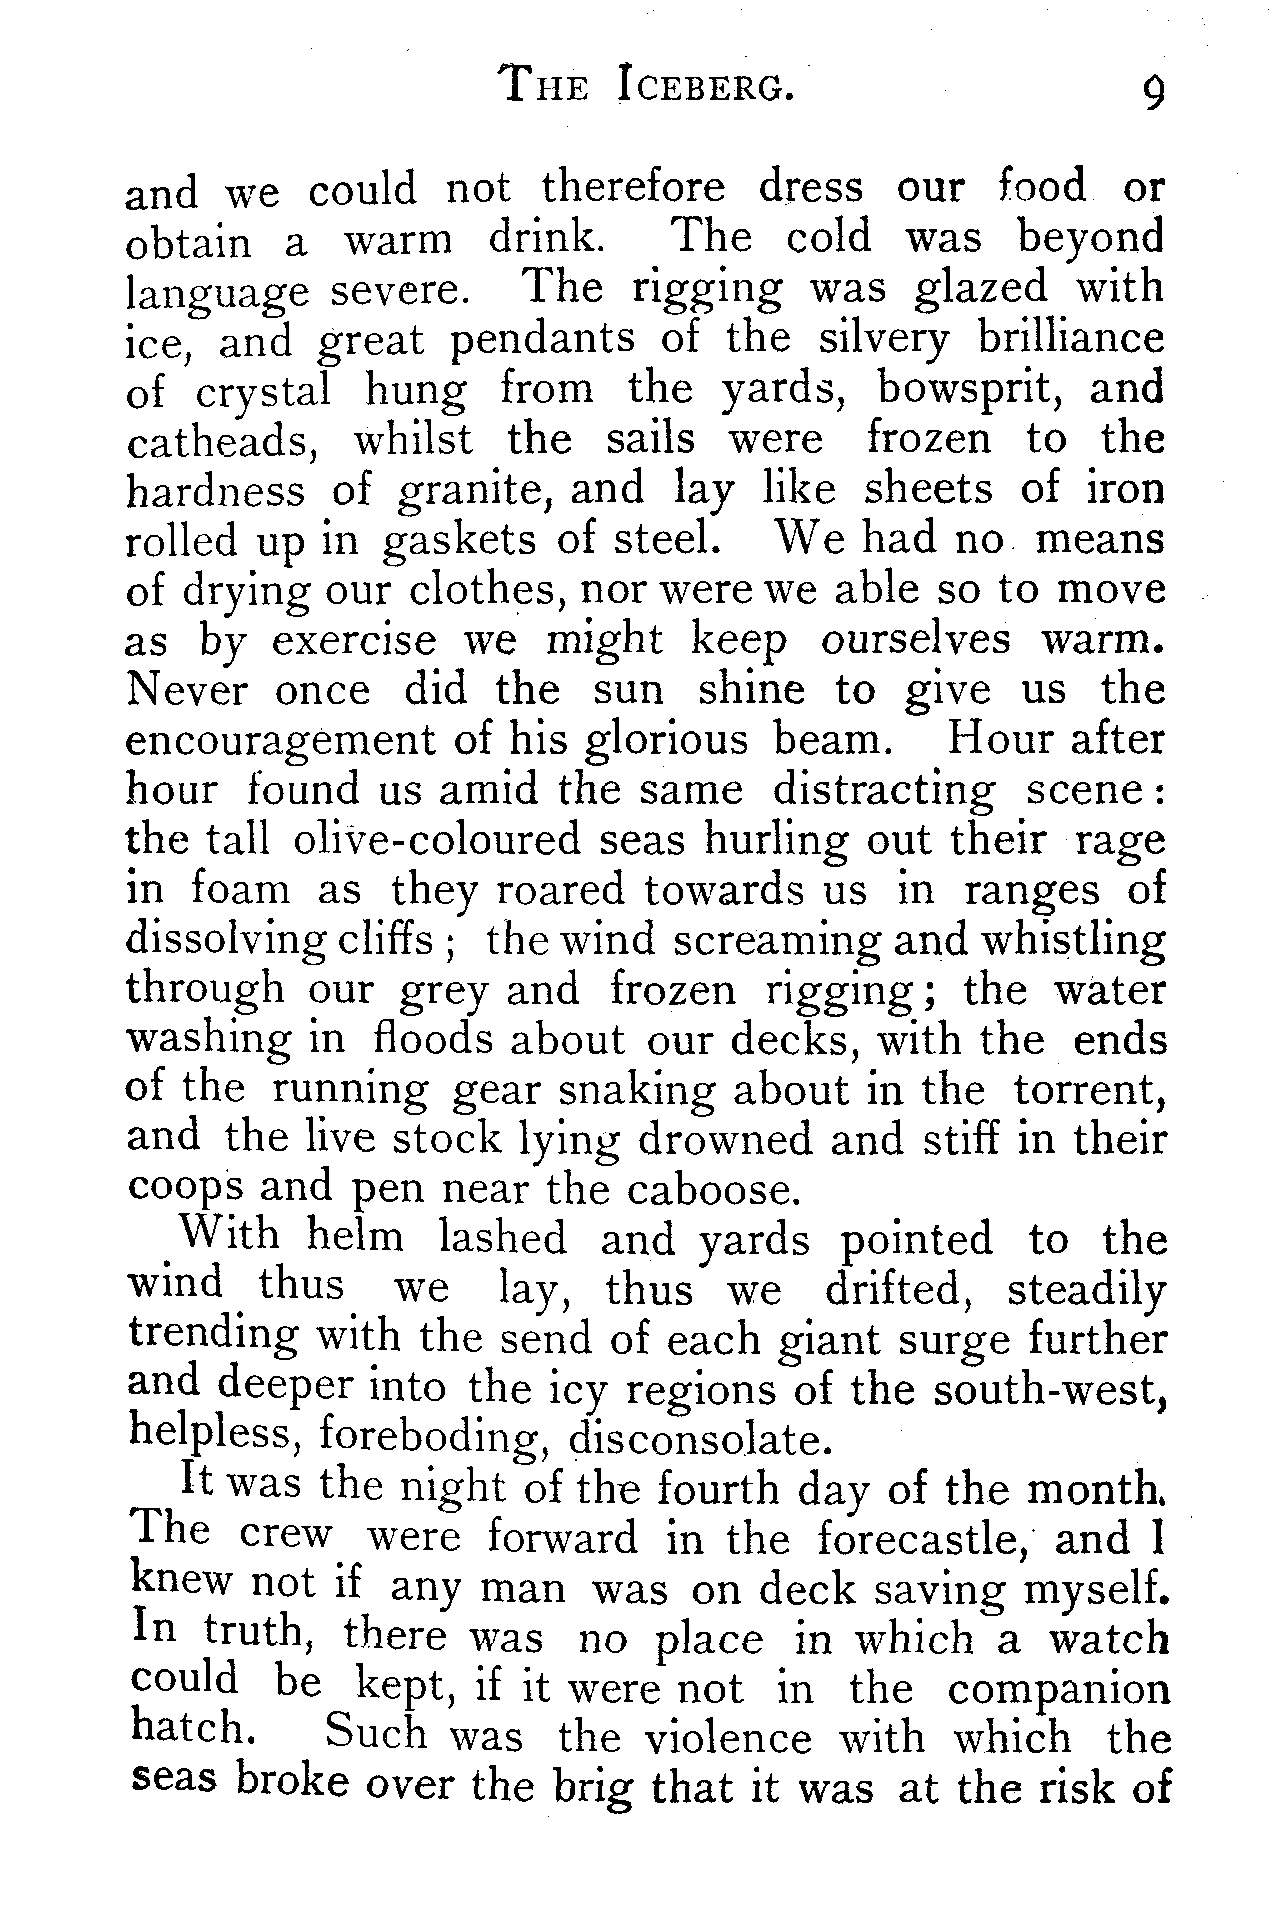 The Iceberg. 9
and we could not therefore dress our food or
obtain a warm drink. The cold was beyond
language severe. The rigging was glazed with
ice, and great pendants of the silvery brilliance
of crystal hung from the yards, bowsprit, and
catheads, whilst the sails were frozen to the
hardness of granite, and lay like sheets of iron
rolled up in gaskets of steel. We had no means
of drying our clothes, nor were we able so to move
as by exercise we might keep ourselves warm.
Never once did the sun shine to give us the
encouragement of his glorious beam. Hour after
hour found us amid the same distracting scene:
the tall olive-coloured seas hurling out their rage
in foam as they roared towards us in ranges of
dissolving cliffs; the wind screaming and whistling
through our grey and frozen rigging; the water
washing in floods about our decks, with the ends
of the running gear snaking about in the torrent,
and the live stock lying drowned and stiff in their
coops and pen near the caboose.
With helm lashed and yards pointed to the
wind thus we lay, thus we drifted, steadily
trending with the send of each giant surge further
and deeper into the icy regions of the south-west,
helpless, foreboding, disconsolate.
It was the night of the fourth day of the month.
The crew were forward in the forecastle, and I
knew not if any man was on deck saving myself.
In truth, there was no place in which a watch
could be kept, if it were not in the companion
hatch. Such was the violence with which the
seas broke over the brig that it was at the risk of